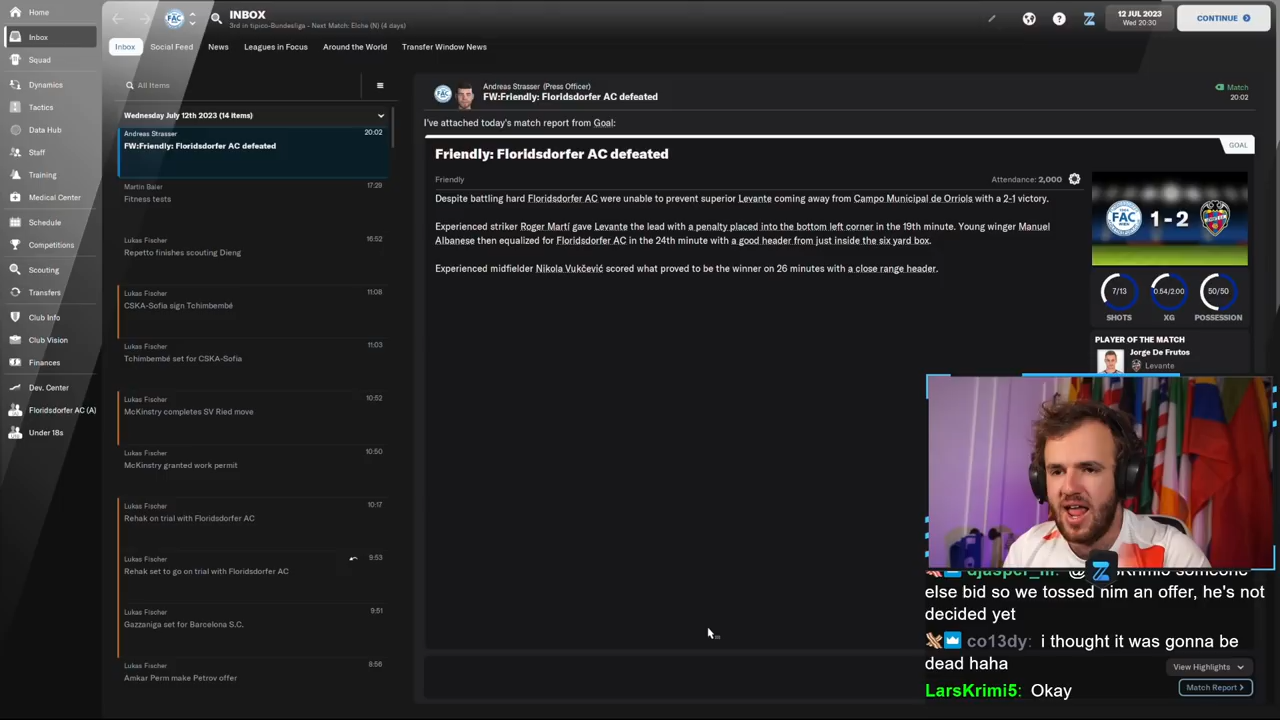 Home
Inbox
Squad
Dynamics
Tactics
Data Hub
Staff
Training
Medical Center
Schedule
Competitions
Scouting
Transfers
Club Info
Club Vision
Finances
Dev. Center
Floridsdorfer AC (A)
Under 18s
FAC
INBOX
3rd in tipico-Bundesliga - Next Match: Elche (N) (4 days)
12 JUL 2023
Wed 20:30
CONTINUE
Inbox
Social Feed
News
Leagues in Focus
Around the World
Transfer Window News
All Items
Wednesday July 12th 2023 (14 items)
Andreas Strasser
20:02
FW:Friendly: Floridsdorfer AC defeated
Martin Baier
17:29
Fitness tests
Lukas Fischer
16:52
Repetto finishes scouting Dieng
Lukas Fischer
11:08
CSKA-Sofia sign Tchimbembé
Lukas Fischer
11:03
Tchimbembé set for CSKA-Sofia
Lukas Fischer
10:52
McKinstry completes SV Ried move
Lukas Fischer
10:50
McKinstry granted work permit
Lukas Fischer
10:17
Rehak on trial with Floridsdorfer AC
Lukas Fischer
9:53
Rehak set to go on trial with Floridsdorfer AC
Lukas Fischer
9:51
Gazzaniga set for Barcelona S.C.
Lukas Fischer
8:56
Amkar Perm make Petrov offer
Andreas Strasser (Press Officer)
FW:Friendly: Floridsdorfer AC defeated
Match
20:02
I've attached today's match report from Goal:
GOAL
Friendly: Floridsdorfer AC defeated
Friendly
Attendance: 2,000
Despite battling hard Floridsdorfer AC were unable to prevent superior Levante coming away from Campo Municipal de Orriols with a 2-1 victory.
Experienced striker Roger Martí gave Levante the lead with a penalty placed into the bottom left corner in the 19th minute. Young winger Manuel
Albanese then equalized for Floridsdorfer AC in the 24th minute with a good header from just inside the six yard box.
Experienced midfielder Nikola Vukčević scored what proved to be the winner on 26 minutes with a close range header.
FAC
1 - 2
7/13
0.54/2.00
50/50
SHOTS
XG
POSSESSION
PLAYER OF THE MATCH
Jorge De Frutos
Levante
else bid so we tossed him an offer, he's not
decided yet
co13dy: i thought it was gonna be
dead haha
LarsKrimi5: Okay
View Highlights
Match Report